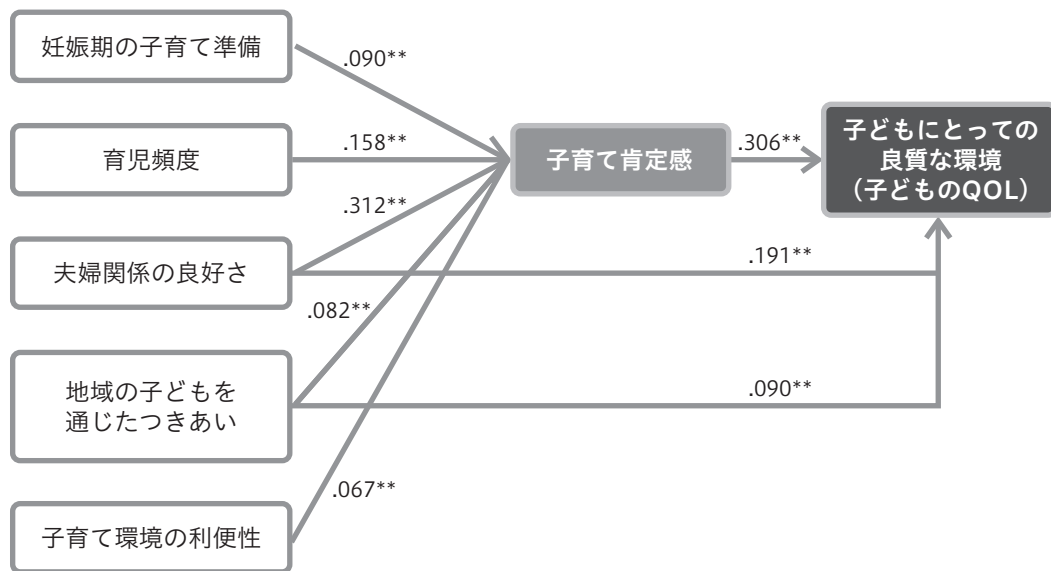 妊娠期の子育て準備
.090**
育児頻度
.158**
子育て肯定感
.306**
子どもにとっての
良質な環境
（子どものQOL）
.312**
夫婦関係の良好さ
.191**
.082**
地域の子どもを
通じたつきあい
.090**
.067**
子育て環境の利便性